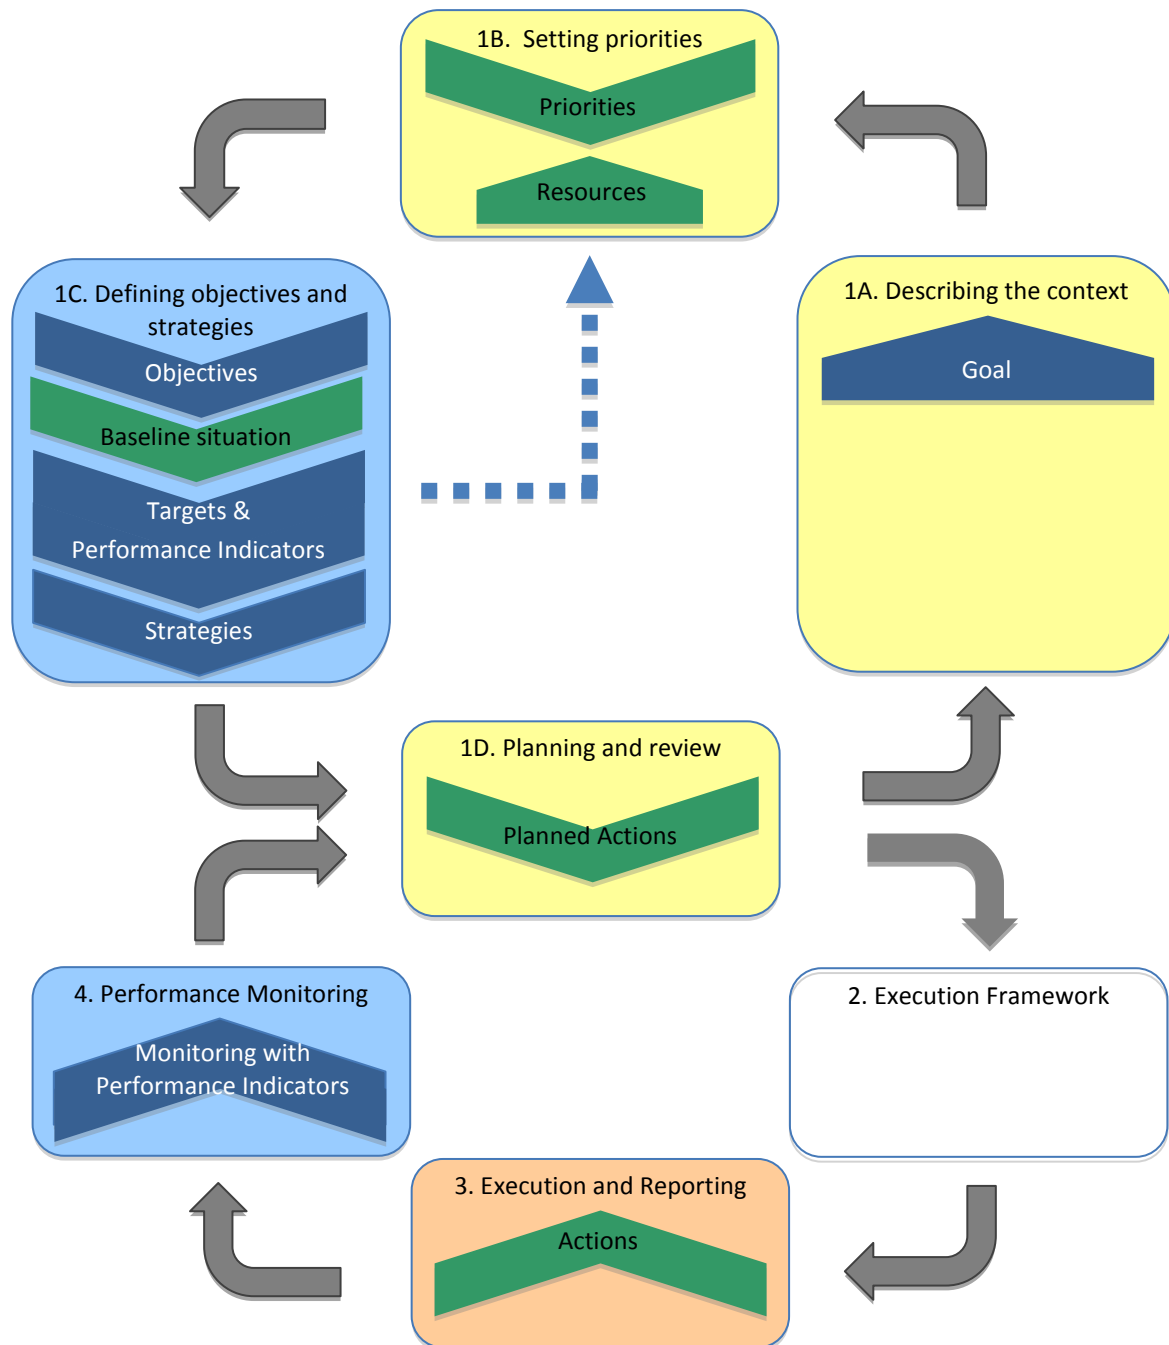 1B.  Setting priorities
Priorities
Resources
1C. Defining objectives and
strategies
Objectives
Baseline situation
Targets &
Performance Indicators
Strategies
1A. Describing the context
Goal
1D. Planning and review
Planned Actions
4. Performance Monitoring
Monitoring with
Performance Indicators
2. Execution Framework
3. Execution and Reporting
Actions